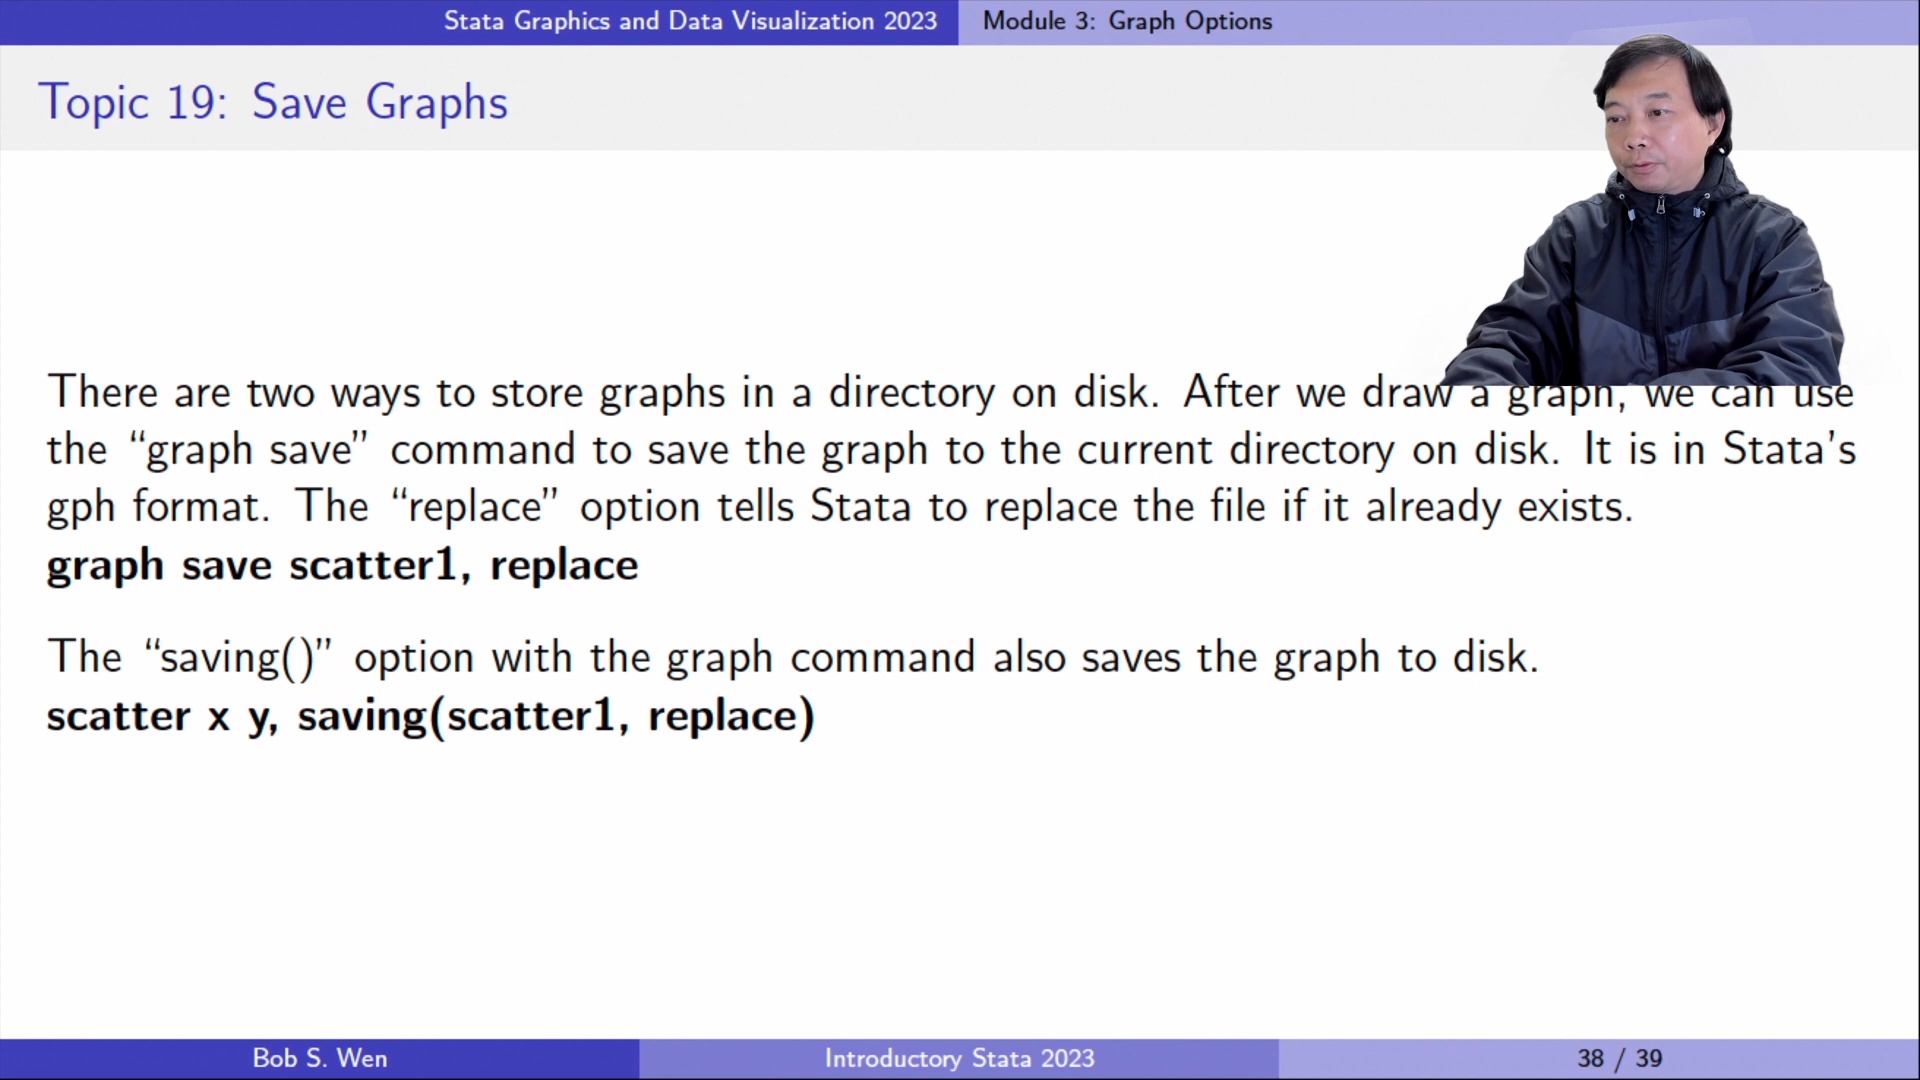 Stata Graphics and Data Visualization 2023
Module 3: Graph Options
Topic 19: Save Graphs
There are two ways to store graphs in a directory on disk. After we draw a graph, we can use
the “graph save” command to save the graph to the current directory on disk. It is in Stata's
gph format. The “replace” option tells Stata to replace the file if it already exists.
graph save scatter1, replace
The “saving()” option with the graph command also saves the graph to disk.
scatter x y, saving(scatter1, replace)
Bob S. Wen
Introductory Stata 2023
38 / 39